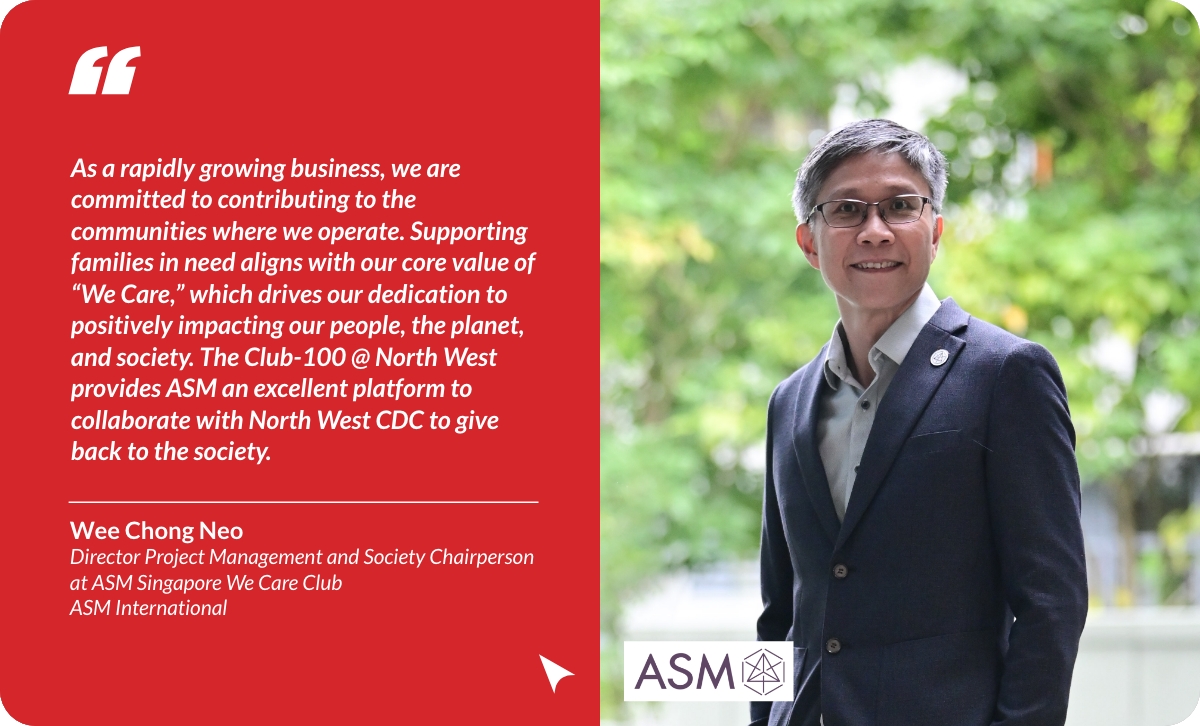 “
As a rapidly growing business, we are
committed to contributing to the
communities where we operate. Supporting
families in need aligns with our core value of
“We Care,” which drives our dedication to
positively impacting our people, the planet,
and society. The Club-100 @ North West
provides ASM an excellent platform to
collaborate with North West CDC to give
back to the society.
Wee Chong Neo
Director Project Management and Society Chairperson
at ASM Singapore We Care Club
ASM International
ASM